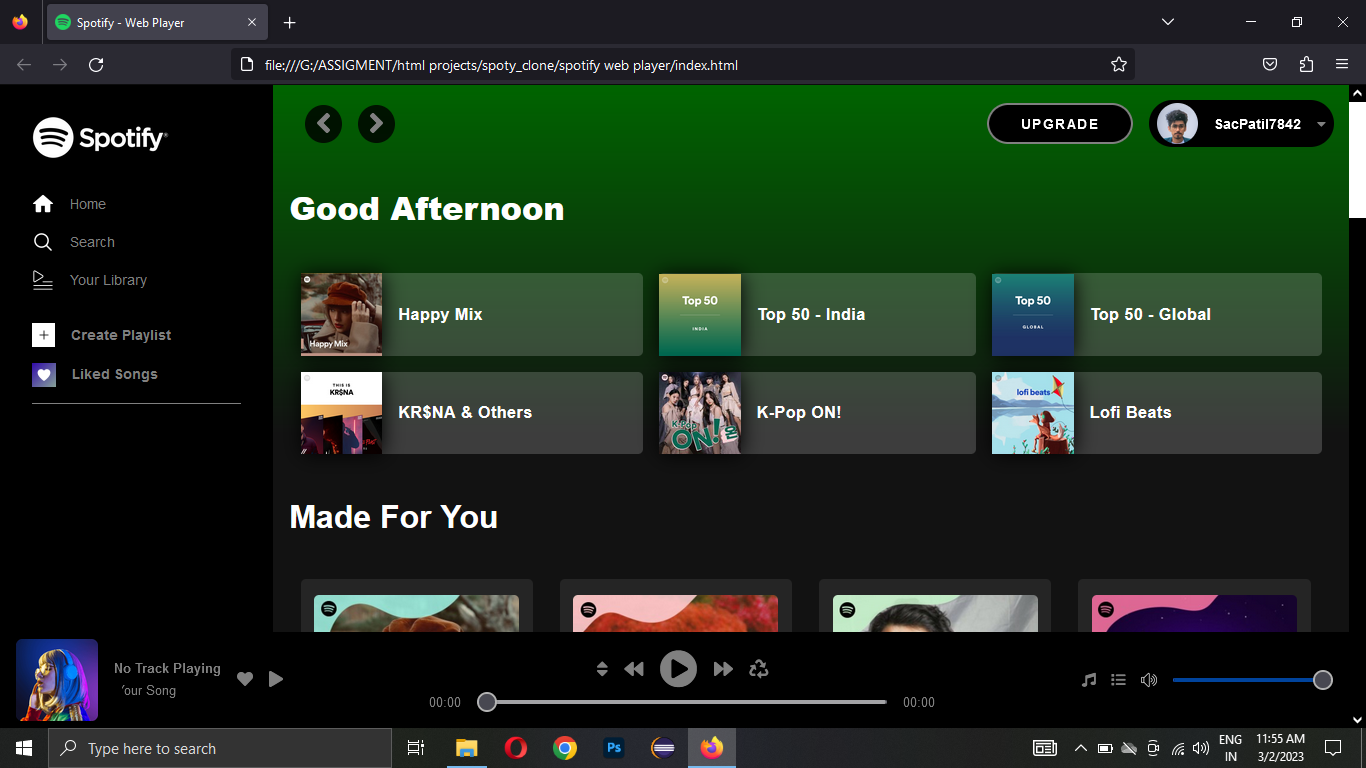 Spotify - Web Player
file:///G:/ASSIGMENT/html projects/spoty_clone/spotify web player/index.html
Spotify
UPGRADE
SacPatil7842
Home
Search
Your Library
Create Playlist
Liked Songs
Good Afternoon
Happy Mix
Happy Mix
Top 50
INDIA
Top 50 - India
Top 50
GLOBAL
Top 50 - Global
THIS IS
KR$NA
KR$NA & Others
K-Pop
ON!
K-Pop ON!
lofi beats
Lofi Beats
Made For You
No Track Playing
our Song
00:00
00:00
Type here to search
Ps
ENG
IN
11:55 AM
3/2/2023